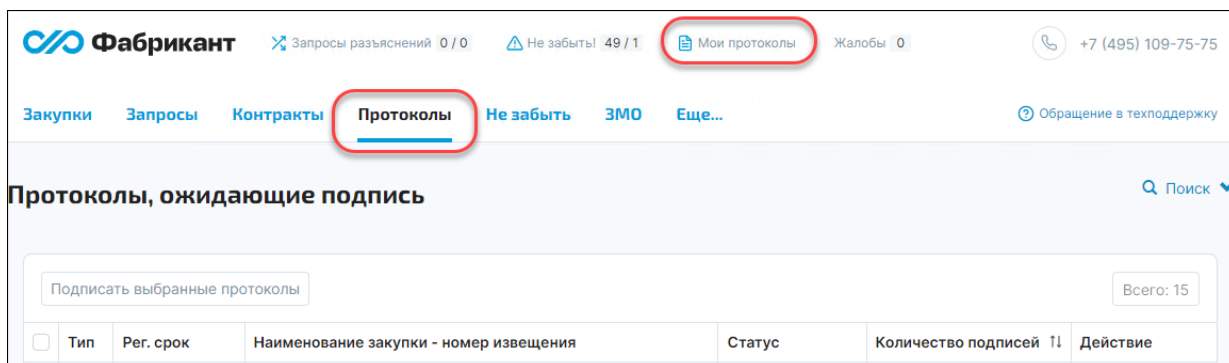 Фабрикант Запросы разъяснений 0 / 0 Не забыть! 49 / 1 Мои протоколы Жалобы 0 +7 (495) 109-75-75
Закупки Запросы Контракты Протоколы Не забыть ЗМО Еще... Обращение в техподдержку
Протоколы, ожидающие подпись Поиск
Подписать выбранные протоколы Всего: 15
Тип Рег. срок Наименование закупки - номер извещения Статус Количество подписей Действие